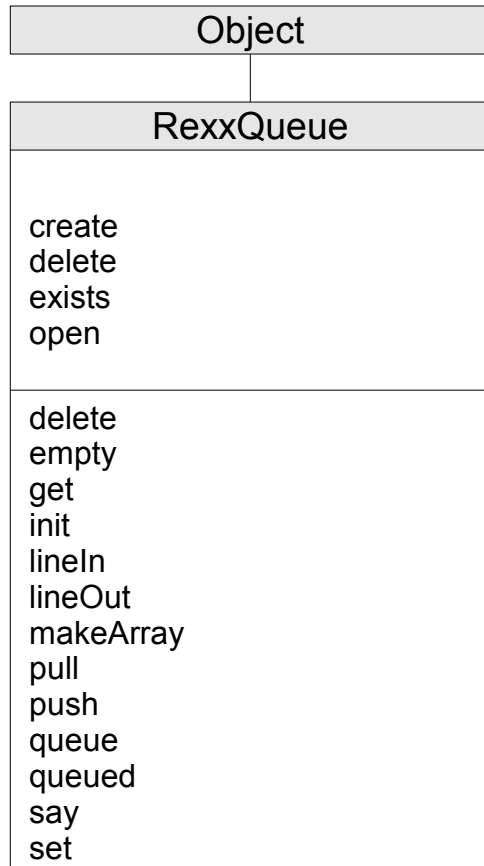 Object
RexxQueue
create
delete
exists
open
delete
empty
get
init
lineIn
lineOut
makeArray
pull
push
queue
queued
say
set